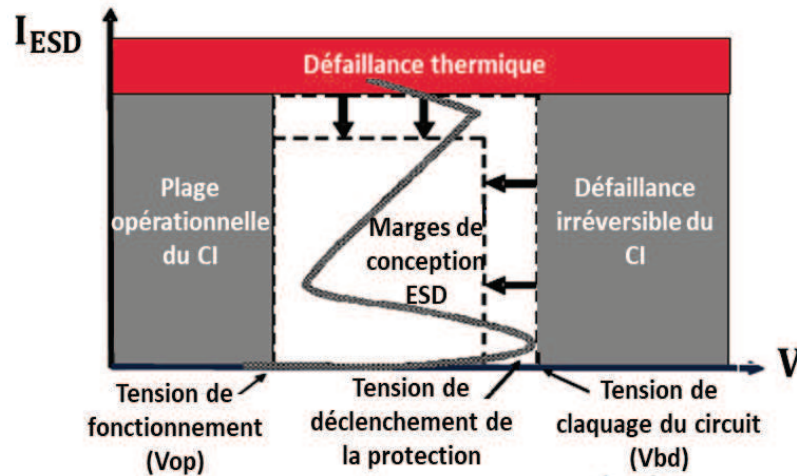 I_ESD
Défaillance thermique
Plage
opérationnelle
du CI
Marges de
conception
ESD
Défaillance
irréversible du
CI
V
Tension de
fonctionnement
(Vop)
Tension de
déclenchement de
la protection
Tension de
claquage du circuit
(Vbd)